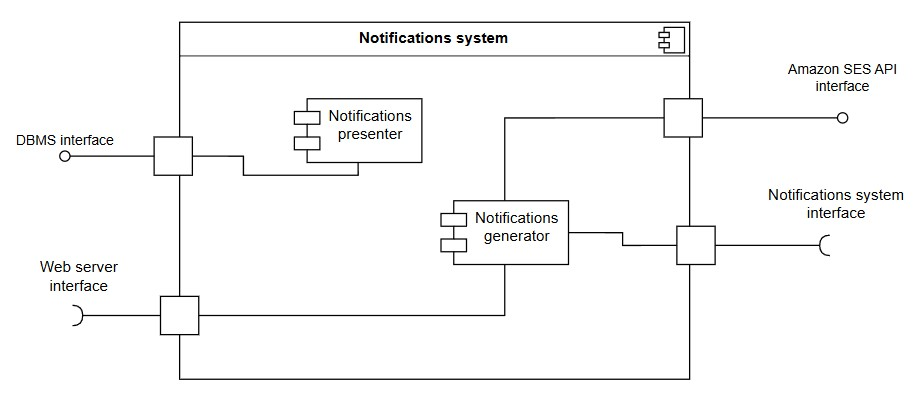 Notifications system
Amazon SES API
interface
Notifications
presenter
DBMS interface
Notifications system
interface
Notifications
generator
Web server
interface